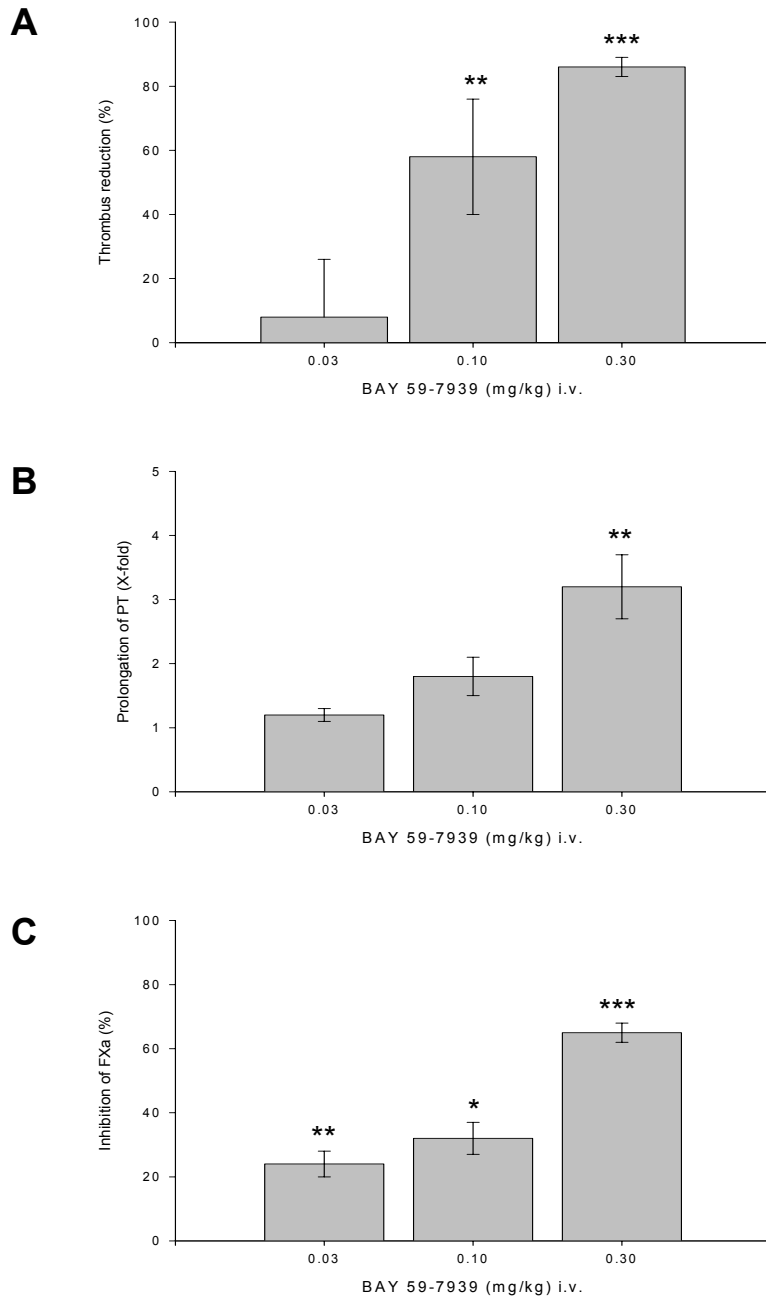 A
Thrombus reduction (%)
100
80
60
40
20
0
**
***
0.03 0.10 0.30
BAY 59-7939 (mg/kg) i.v.
B
Prolongation of PT (X-fold)
5
4
3
2
1
0
**
0.03 0.10 0.30
BAY 59-7939 (mg/kg) i.v.
C
Inhibition of FXa (%)
100
80
60
40
20
0
**
*
***
0.03 0.10 0.30
BAY 59-7939 (mg/kg) i.v.